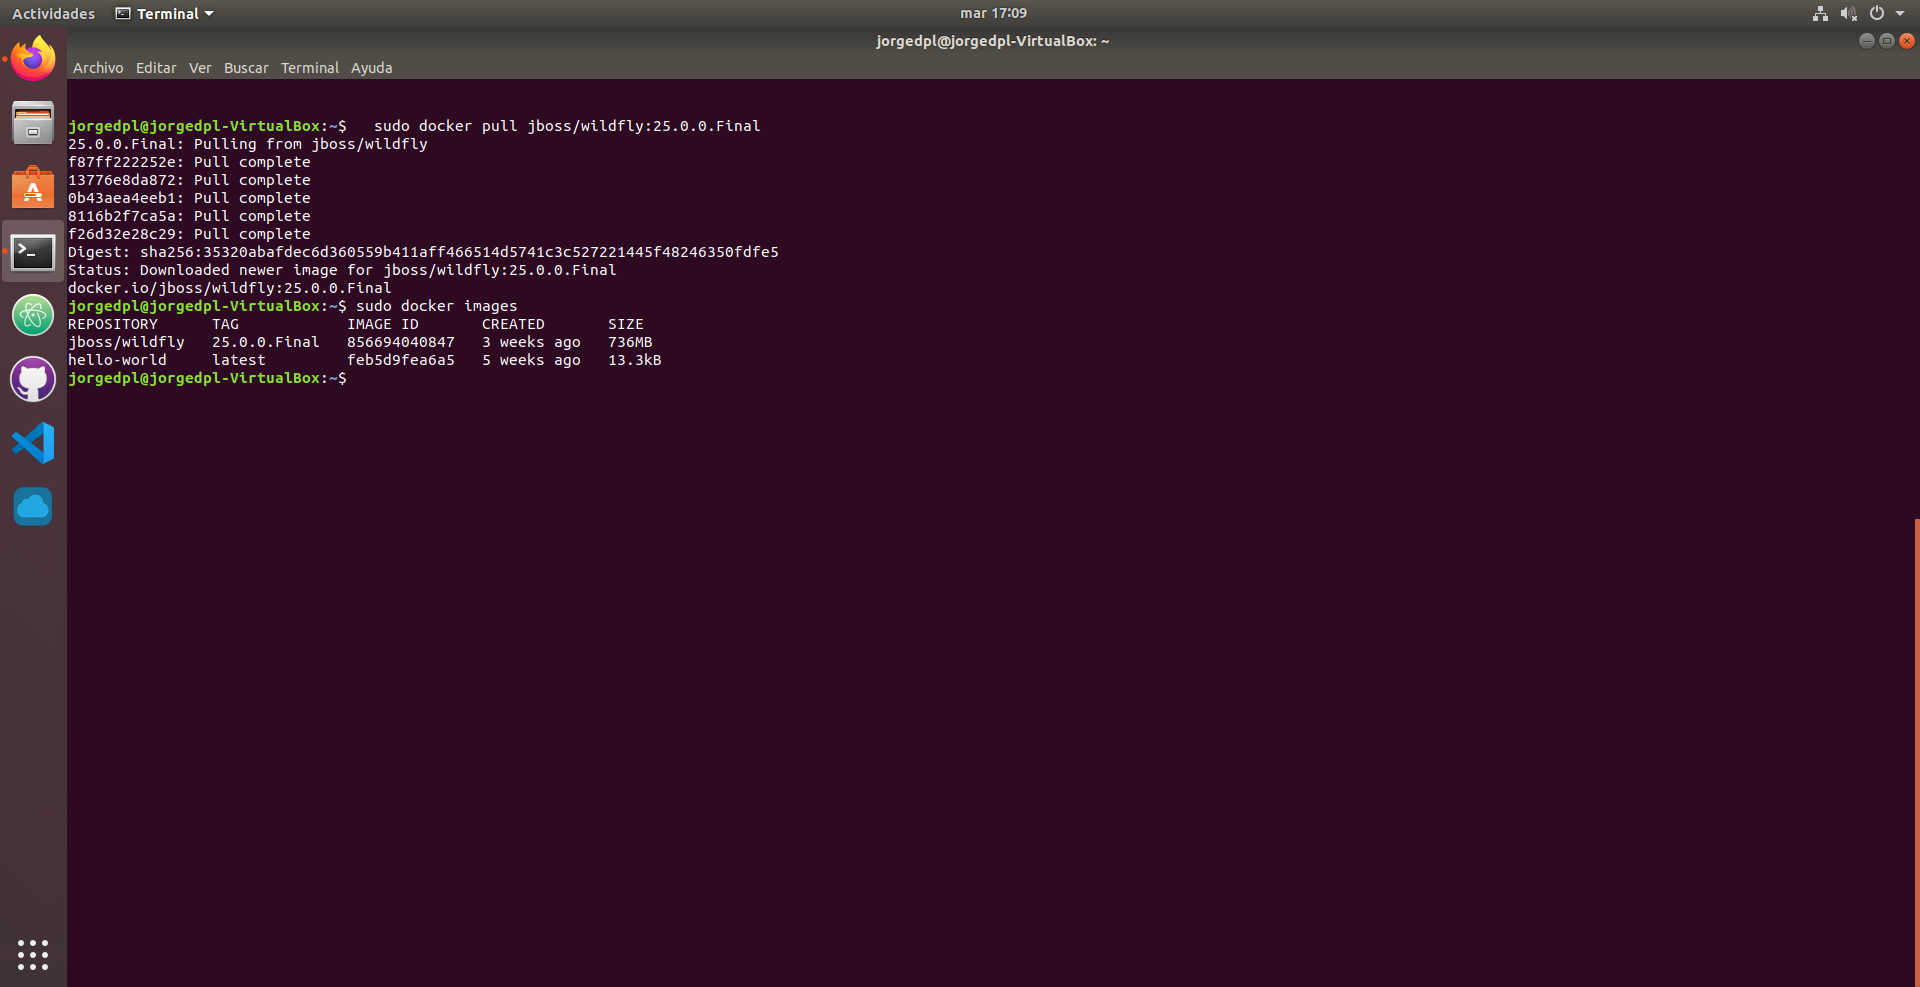 Actividades Terminal mar 17:09
jorgedpl@jorgedpl-VirtualBox: ~
Archivo Editar Ver Buscar Terminal Ayuda
jorgedpl@jorgedpl-VirtualBox:~$   sudo docker pull jboss/wildfly:25.0.0.Final
25.0.0.Final: Pulling from jboss/wildfly
f87ff222252e: Pull complete
13776e8da872: Pull complete
0b43aea4eeb1: Pull complete
8116b2f7ca5a: Pull complete
f26d32e28c29: Pull complete
Digest: sha256:35320abafdec6d360559b411aff466514d5741c3c527221445f48246350fdfe5
Status: Downloaded newer image for jboss/wildfly:25.0.0.Final
docker.io/jboss/wildfly:25.0.0.Final
jorgedpl@jorgedpl-VirtualBox:~$ sudo docker images
REPOSITORY      TAG            IMAGE ID       CREATED       SIZE
jboss/wildfly   25.0.0.Final   856694040847   3 weeks ago   736MB
hello-world     latest         feb5d9fea6a5   5 weeks ago   13.3kB
jorgedpl@jorgedpl-VirtualBox:~$